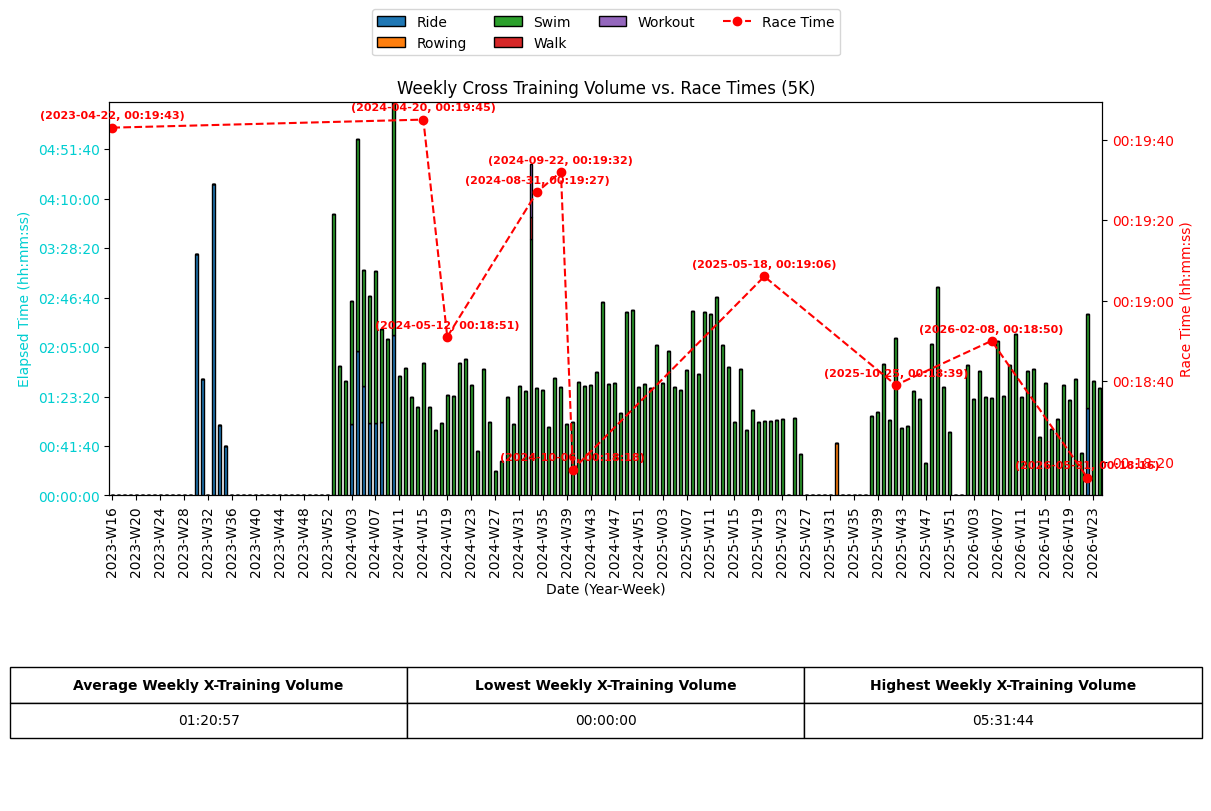 Ride
Rowing
Swim
Walk
Workout
Race Time
Weekly Cross Training Volume vs. Race Times (5K)
Elapsed Time (hh:mm:ss)
04:51:40
04:10:00
03:28:20
02:46:40
02:05:00
01:23:20
00:41:40
00:00:00
(2023-04-22, 00:19:43)
(2024-04-20, 00:19:45)
(2024-05-12, 00:18:51)
(2024-08-31, 00:19:27)
(2024-09-22, 00:19:32)
(2025-05-18, 00:19:06)
(2025-10-25, 00:18:39)
(2026-02-08, 00:18:50)
00:19:40
00:19:20
00:19:00
00:18:40
00:18:20
Race Time (hh:mm:ss)
2023-W16
2023-W20
2023-W24
2023-W28
2023-W32
2023-W36
2023-W40
2023-W44
2023-W48
2023-W52
2024-W03
2024-W07
2024-W11
2024-W15
2024-W19
2024-W23
2024-W27
2024-W31
2024-W35
2024-W39
2024-W43
2024-W47
2024-W51
2025-W03
2025-W07
2025-W11
2025-W15
2025-W19
2025-W23
2025-W27
2025-W31
2025-W35
2025-W39
2025-W43
2025-W47
2025-W51
2026-W03
2026-W07
2026-W11
2026-W15
2026-W19
2026-W23
Date (Year-Week)
Average Weekly X-Training Volume
Lowest Weekly X-Training Volume
Highest Weekly X-Training Volume
01:20:57
00:00:00
05:31:44